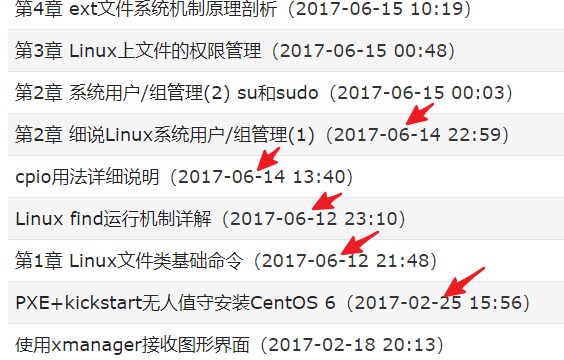 第4章 ext文件系统机制原理剖析（2017-06-15 10:19）
第3章 Linux上文件的权限管理（2017-06-15 00:48）
第2章 系统用户/组管理(2) su和sudo（2017-06-15 00:03）
第2章 细说Linux系统用户/组管理(1)（2017-06-14 22:59）
cpio用法详细说明（2017-06-14 13:40）
Linux find运行机制详解（2017-06-12 23:10）
第1章 Linux文件类基础命令（2017-06-12 21:48）
PXE+kickstart无人值守安装CentOS 6（2017-02-25 15:56）
使用xmanager接收图形界面（2017-02-18 20:13）